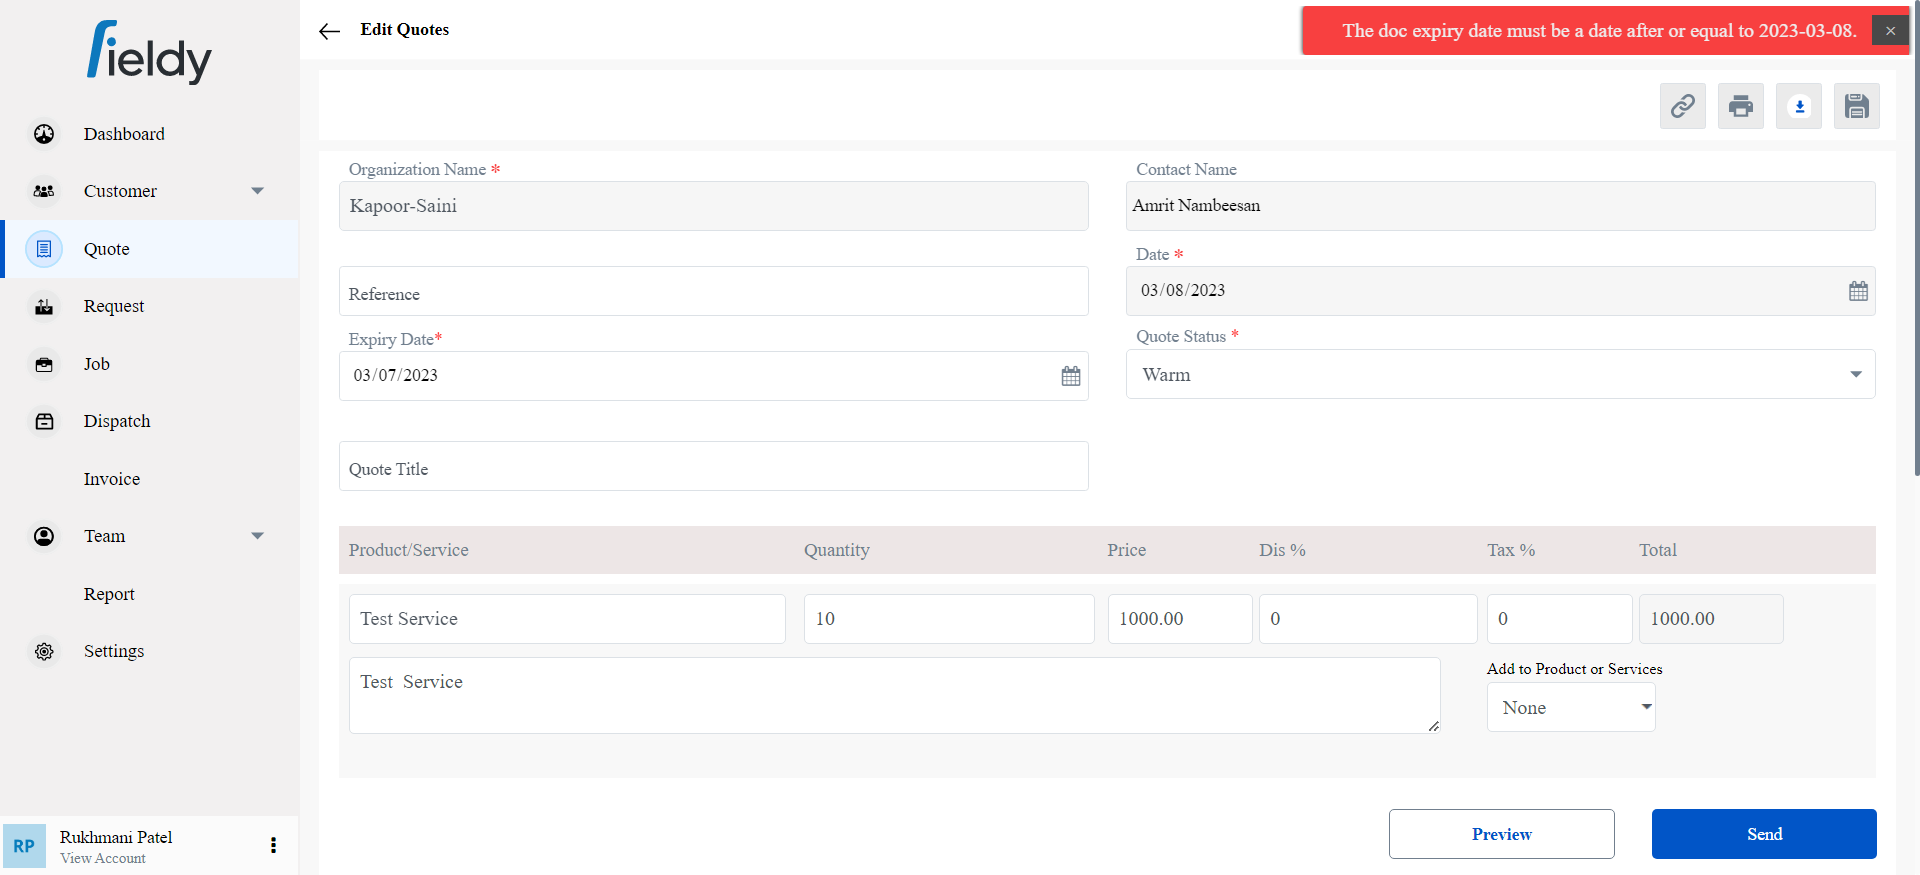 fieldy
Edit Quotes
The doc expiry date must be a date after or equal to 2023-03-08.
×
Dashboard
Customer
Quote
Request
Job
Dispatch
Invoice
Team
Report
Settings
RP
Rukhmani Patel
View Account
Organization Name *
Kapoor-Saini
Contact Name
Amrit Nambeesan
Reference
Date *
03/08/2023
Expiry Date*
03/07/2023
Quote Status *
Warm
Quote Title
Product/Service Quantity Price Dis % Tax % Total
Test Service 10 1000.00 0 0 1000.00
Test  Service
Add to Product or Services
None
Preview
Send